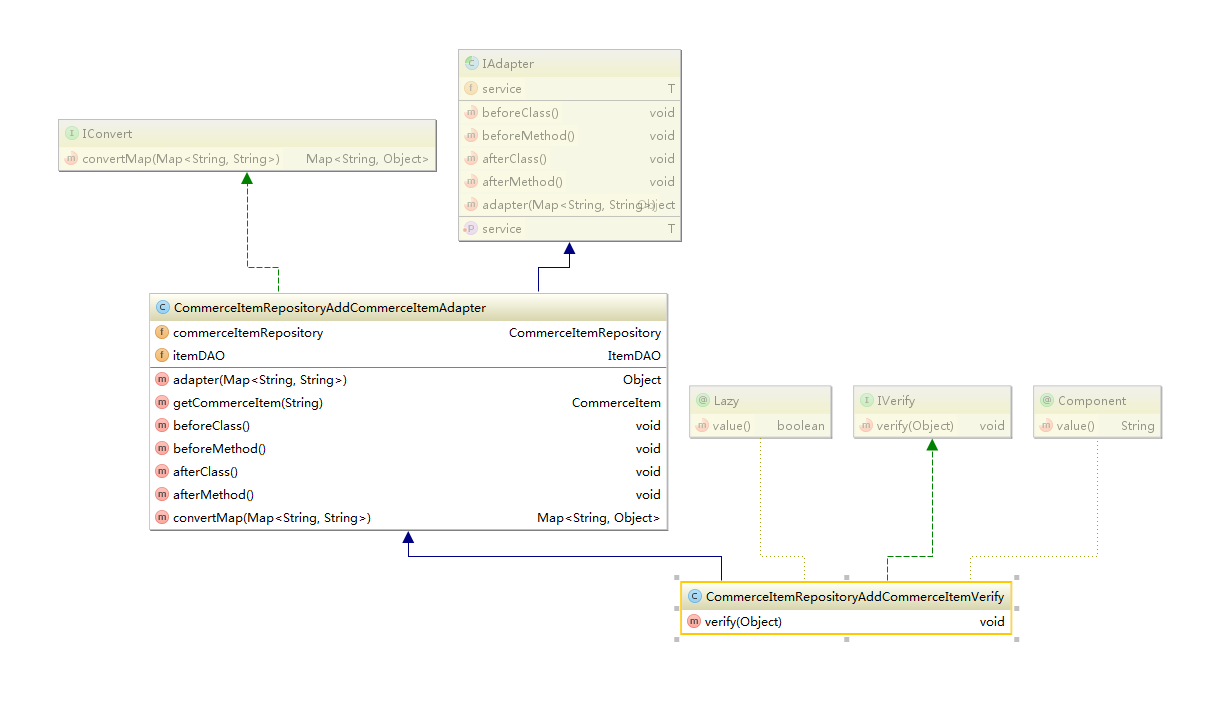 IAdapter
service T
beforeClass() void
beforeMethod() void
afterClass() void
afterMethod() void
adapter(Map<String, String>) Object
service T
IConvert
convertMap(Map<String, String>) Map<String, Object>
CommerceItemRepositoryAddCommerceItemAdapter
commerceItemRepository CommerceItemRepository
itemDAO ItemDAO
adapter(Map<String, String>) Object
getCommerceItem(String) CommerceItem
beforeClass() void
beforeMethod() void
afterClass() void
afterMethod() void
convertMap(Map<String, String>) Map<String, Object>
Lazy
value() boolean
IVerify
verify(Object) void
Component
value() String
CommerceItemRepositoryAddCommerceItemVerify
verify(Object) void